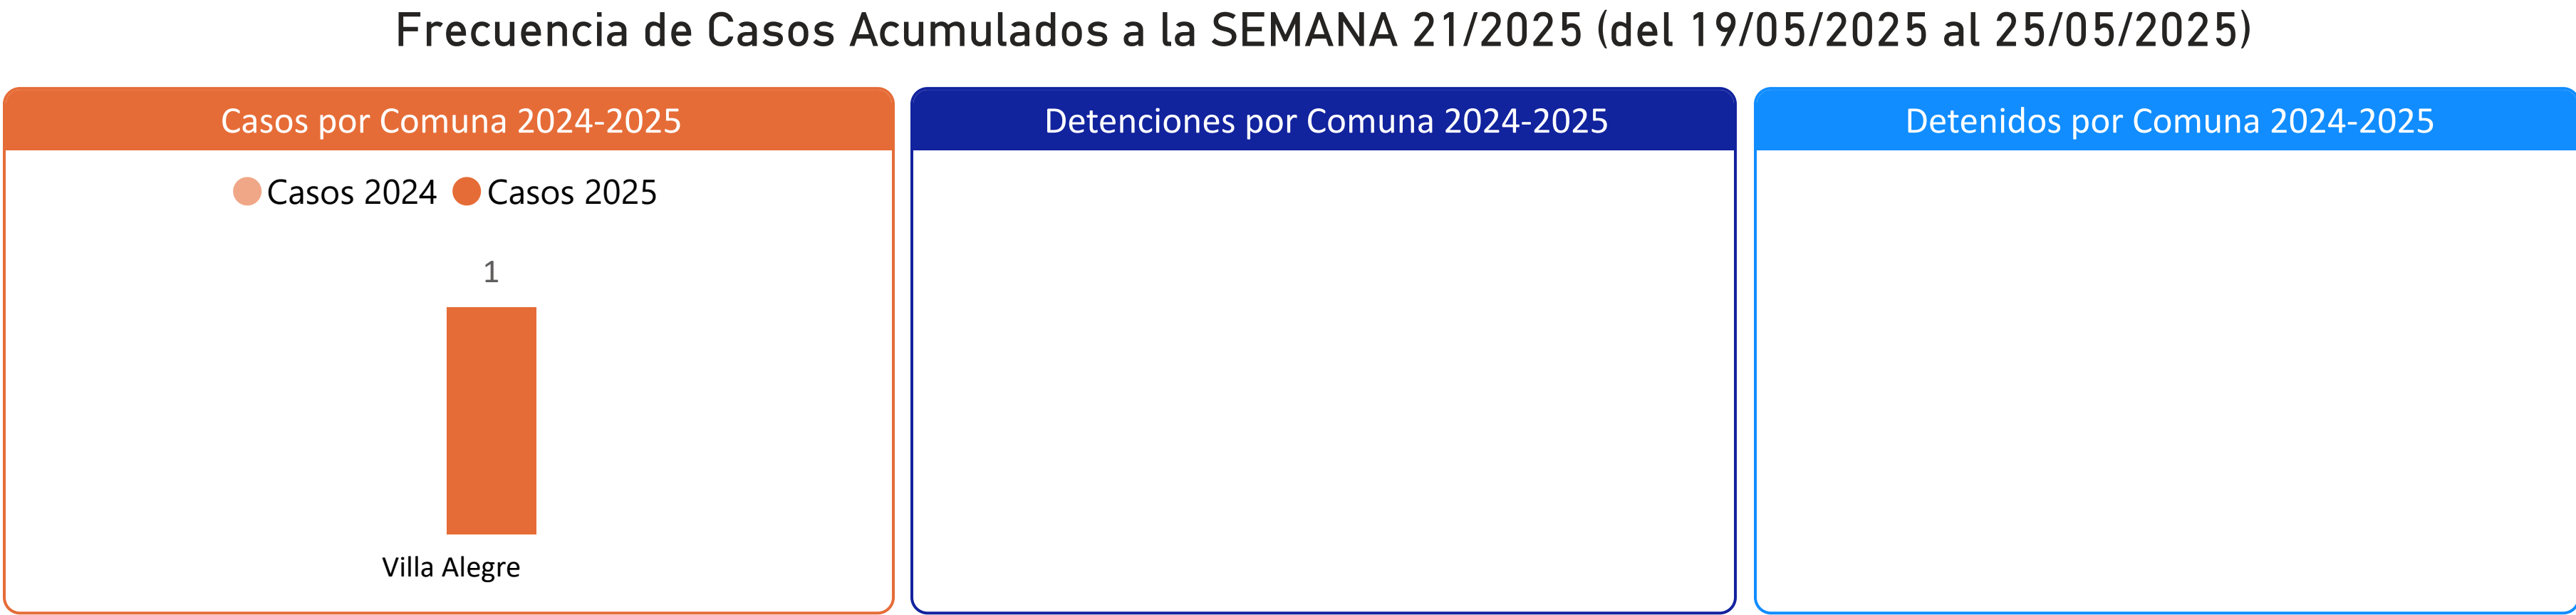 Frecuencia de Casos Acumulados a la SEMANA 21/2025 (del 19/05/2025 al 25/05/2025)
Casos por Comuna 2024-2025
Casos 2024 Casos 2025
1
Villa Alegre
Detenciones por Comuna 2024-2025
Detenidos por Comuna 2024-2025